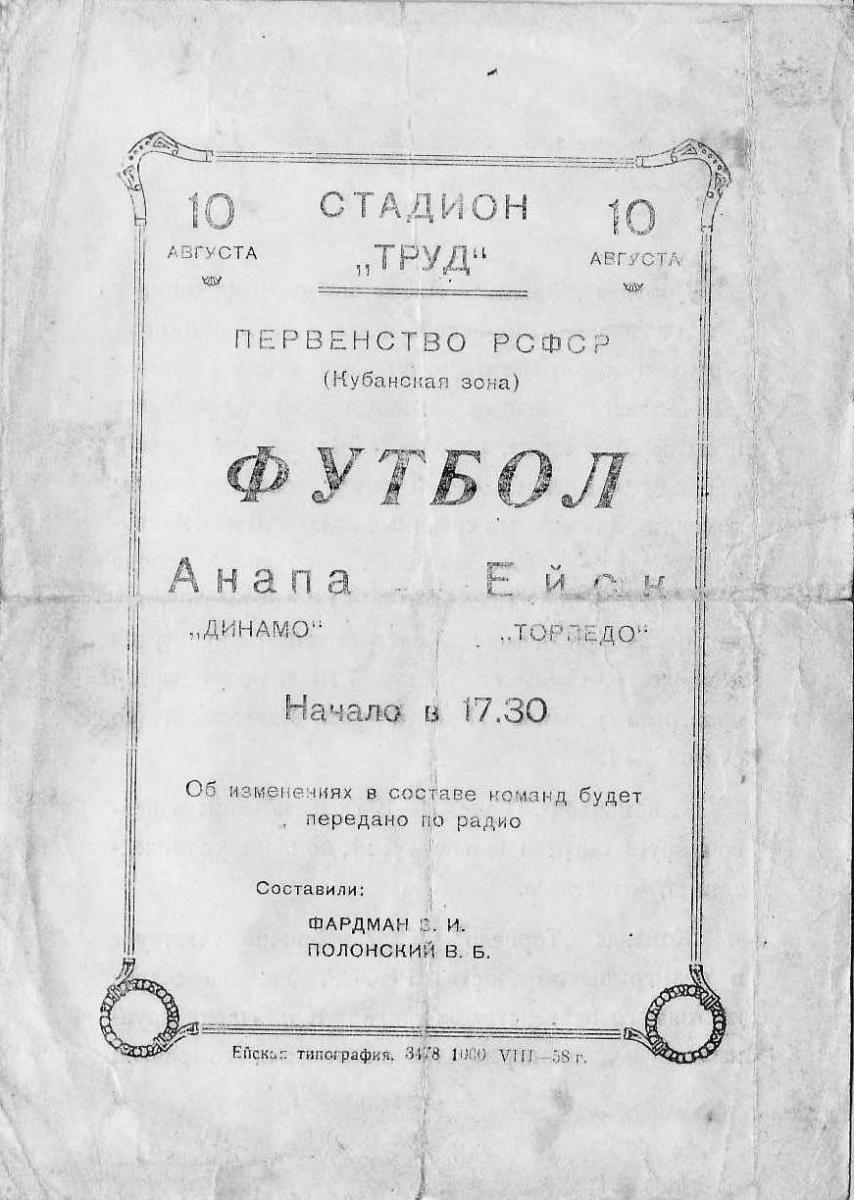 10 СТАДИОН 10
АВГУСТА „ТРУД“ АВГУСТА
ПЕРВЕНСТВО РСФСР
(Кубанская зона)
ФУТБОЛ
Анапа - Ейск
„ДИНАМО“ „ТОРПЕДО“
Начало в 17.30
Об изменениях в составе команд будет
передано по радио
Составили:
ФАРДМАН И.
ПОЛОНСКИЙ В. Б.
Ейская типография. 3478 1000 VIII—58 г.